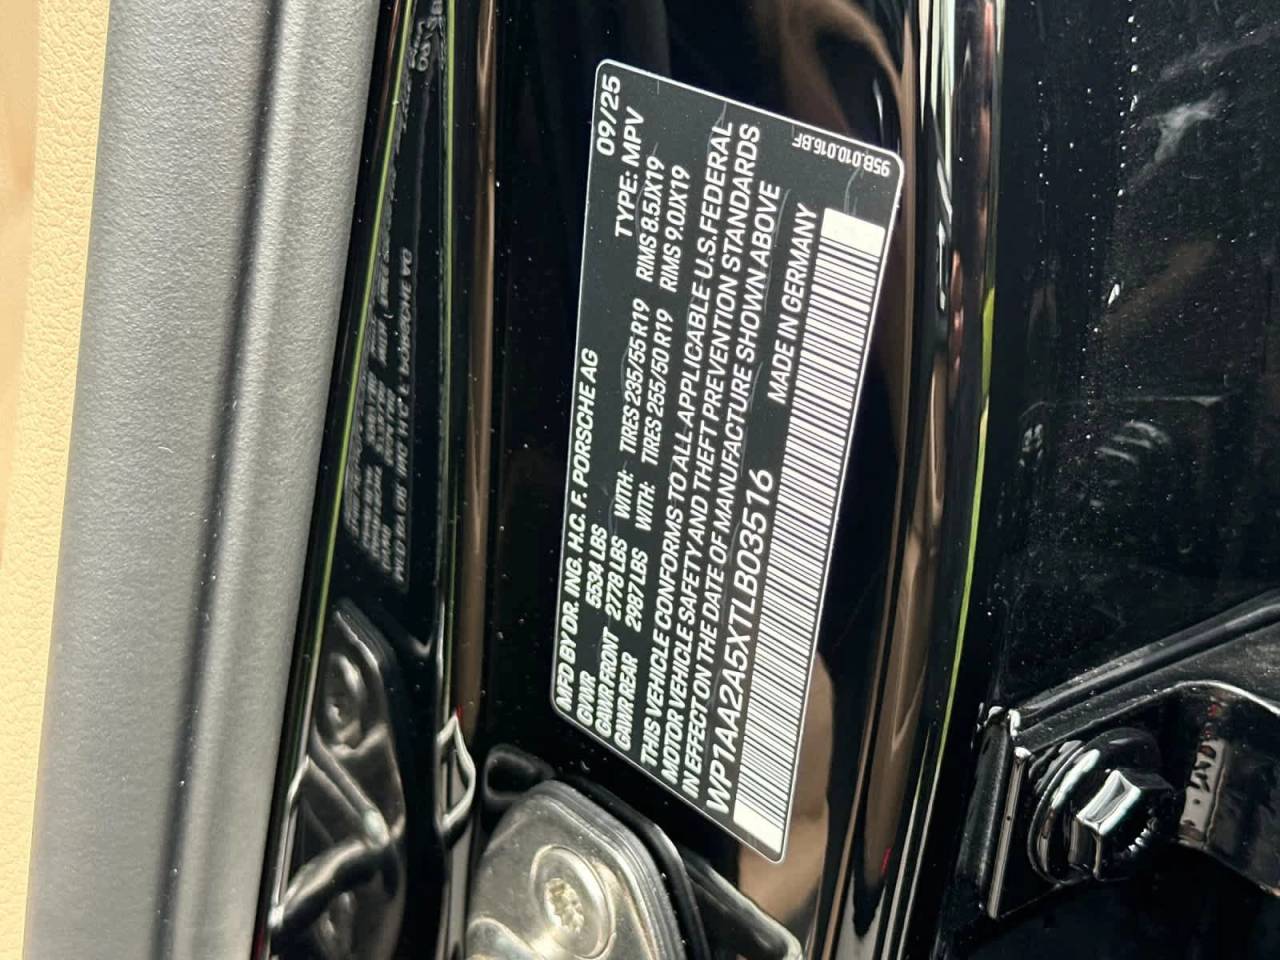 09/25
MFD BY DR. ING. H.C. F. PORSCHE AG
TYPE: MPV
GVWR 5534 LBS
GAWR FRONT 2778 LBS WITH: TIRES 235/55 R19 RIMS 8.5JX19
GAWR REAR 2987 LBS WITH: TIRES 255/50 R19 RIMS 9.0JX19
THIS VEHICLE CONFORMS TO ALL APPLICABLE U.S. FEDERAL
MOTOR VEHICLE SAFETY AND THEFT PREVENTION STANDARDS
IN EFFECT ON THE DATE OF MANUFACTURE SHOWN ABOVE
WP1AA2A5XTLB03516 MADE IN GERMANY
95B.010.016.BF